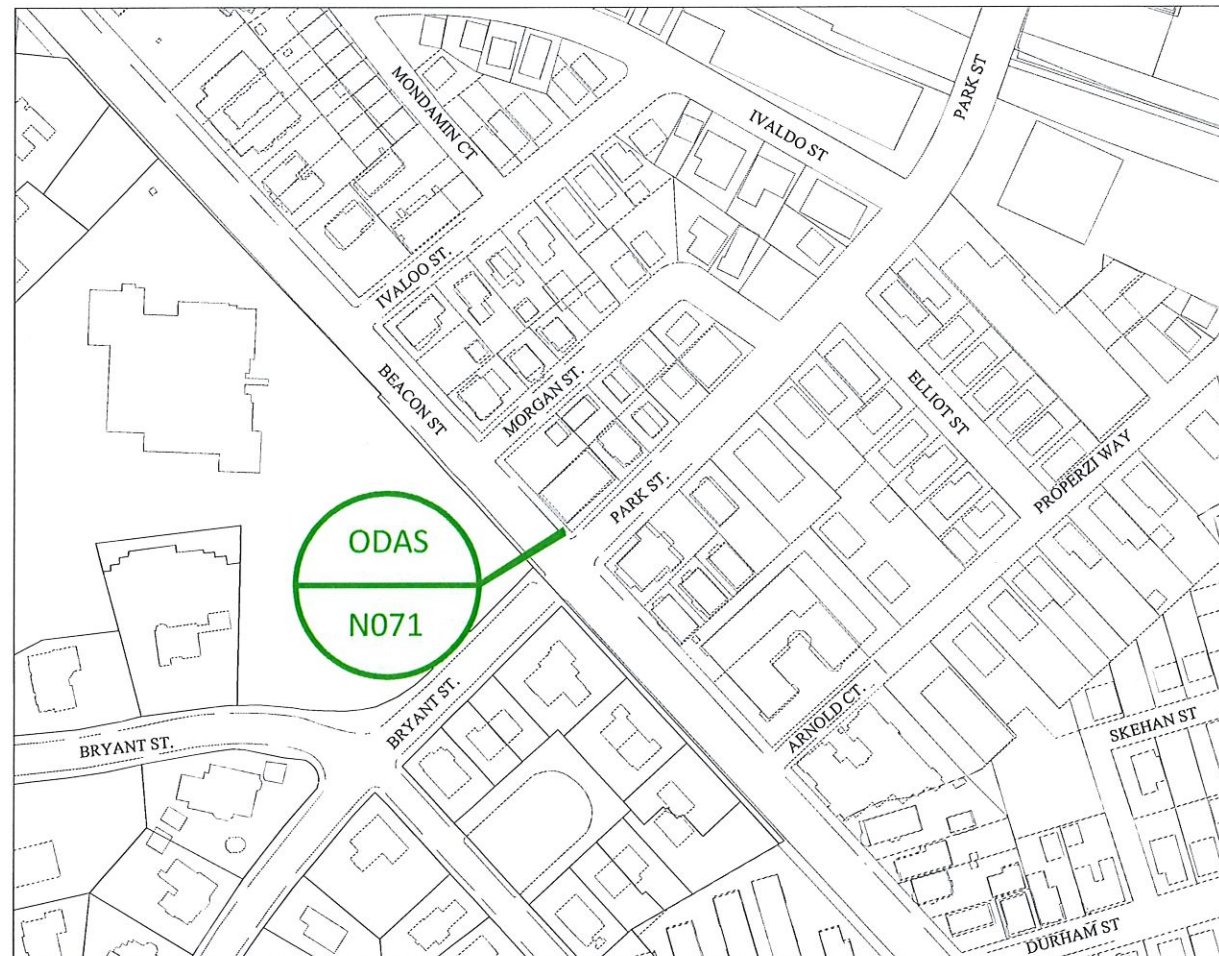 PARK ST
MONDAMIN CT
IVALDO ST
IVALOO ST.
BEACON ST
MORGAN ST.
ELLIOT ST
PROPERZI WAY
PARK ST.
ODAS
N071
BRYANT ST.
BRYANT ST.
ARNOLD CT.
SKEHAN ST
DURHAM ST